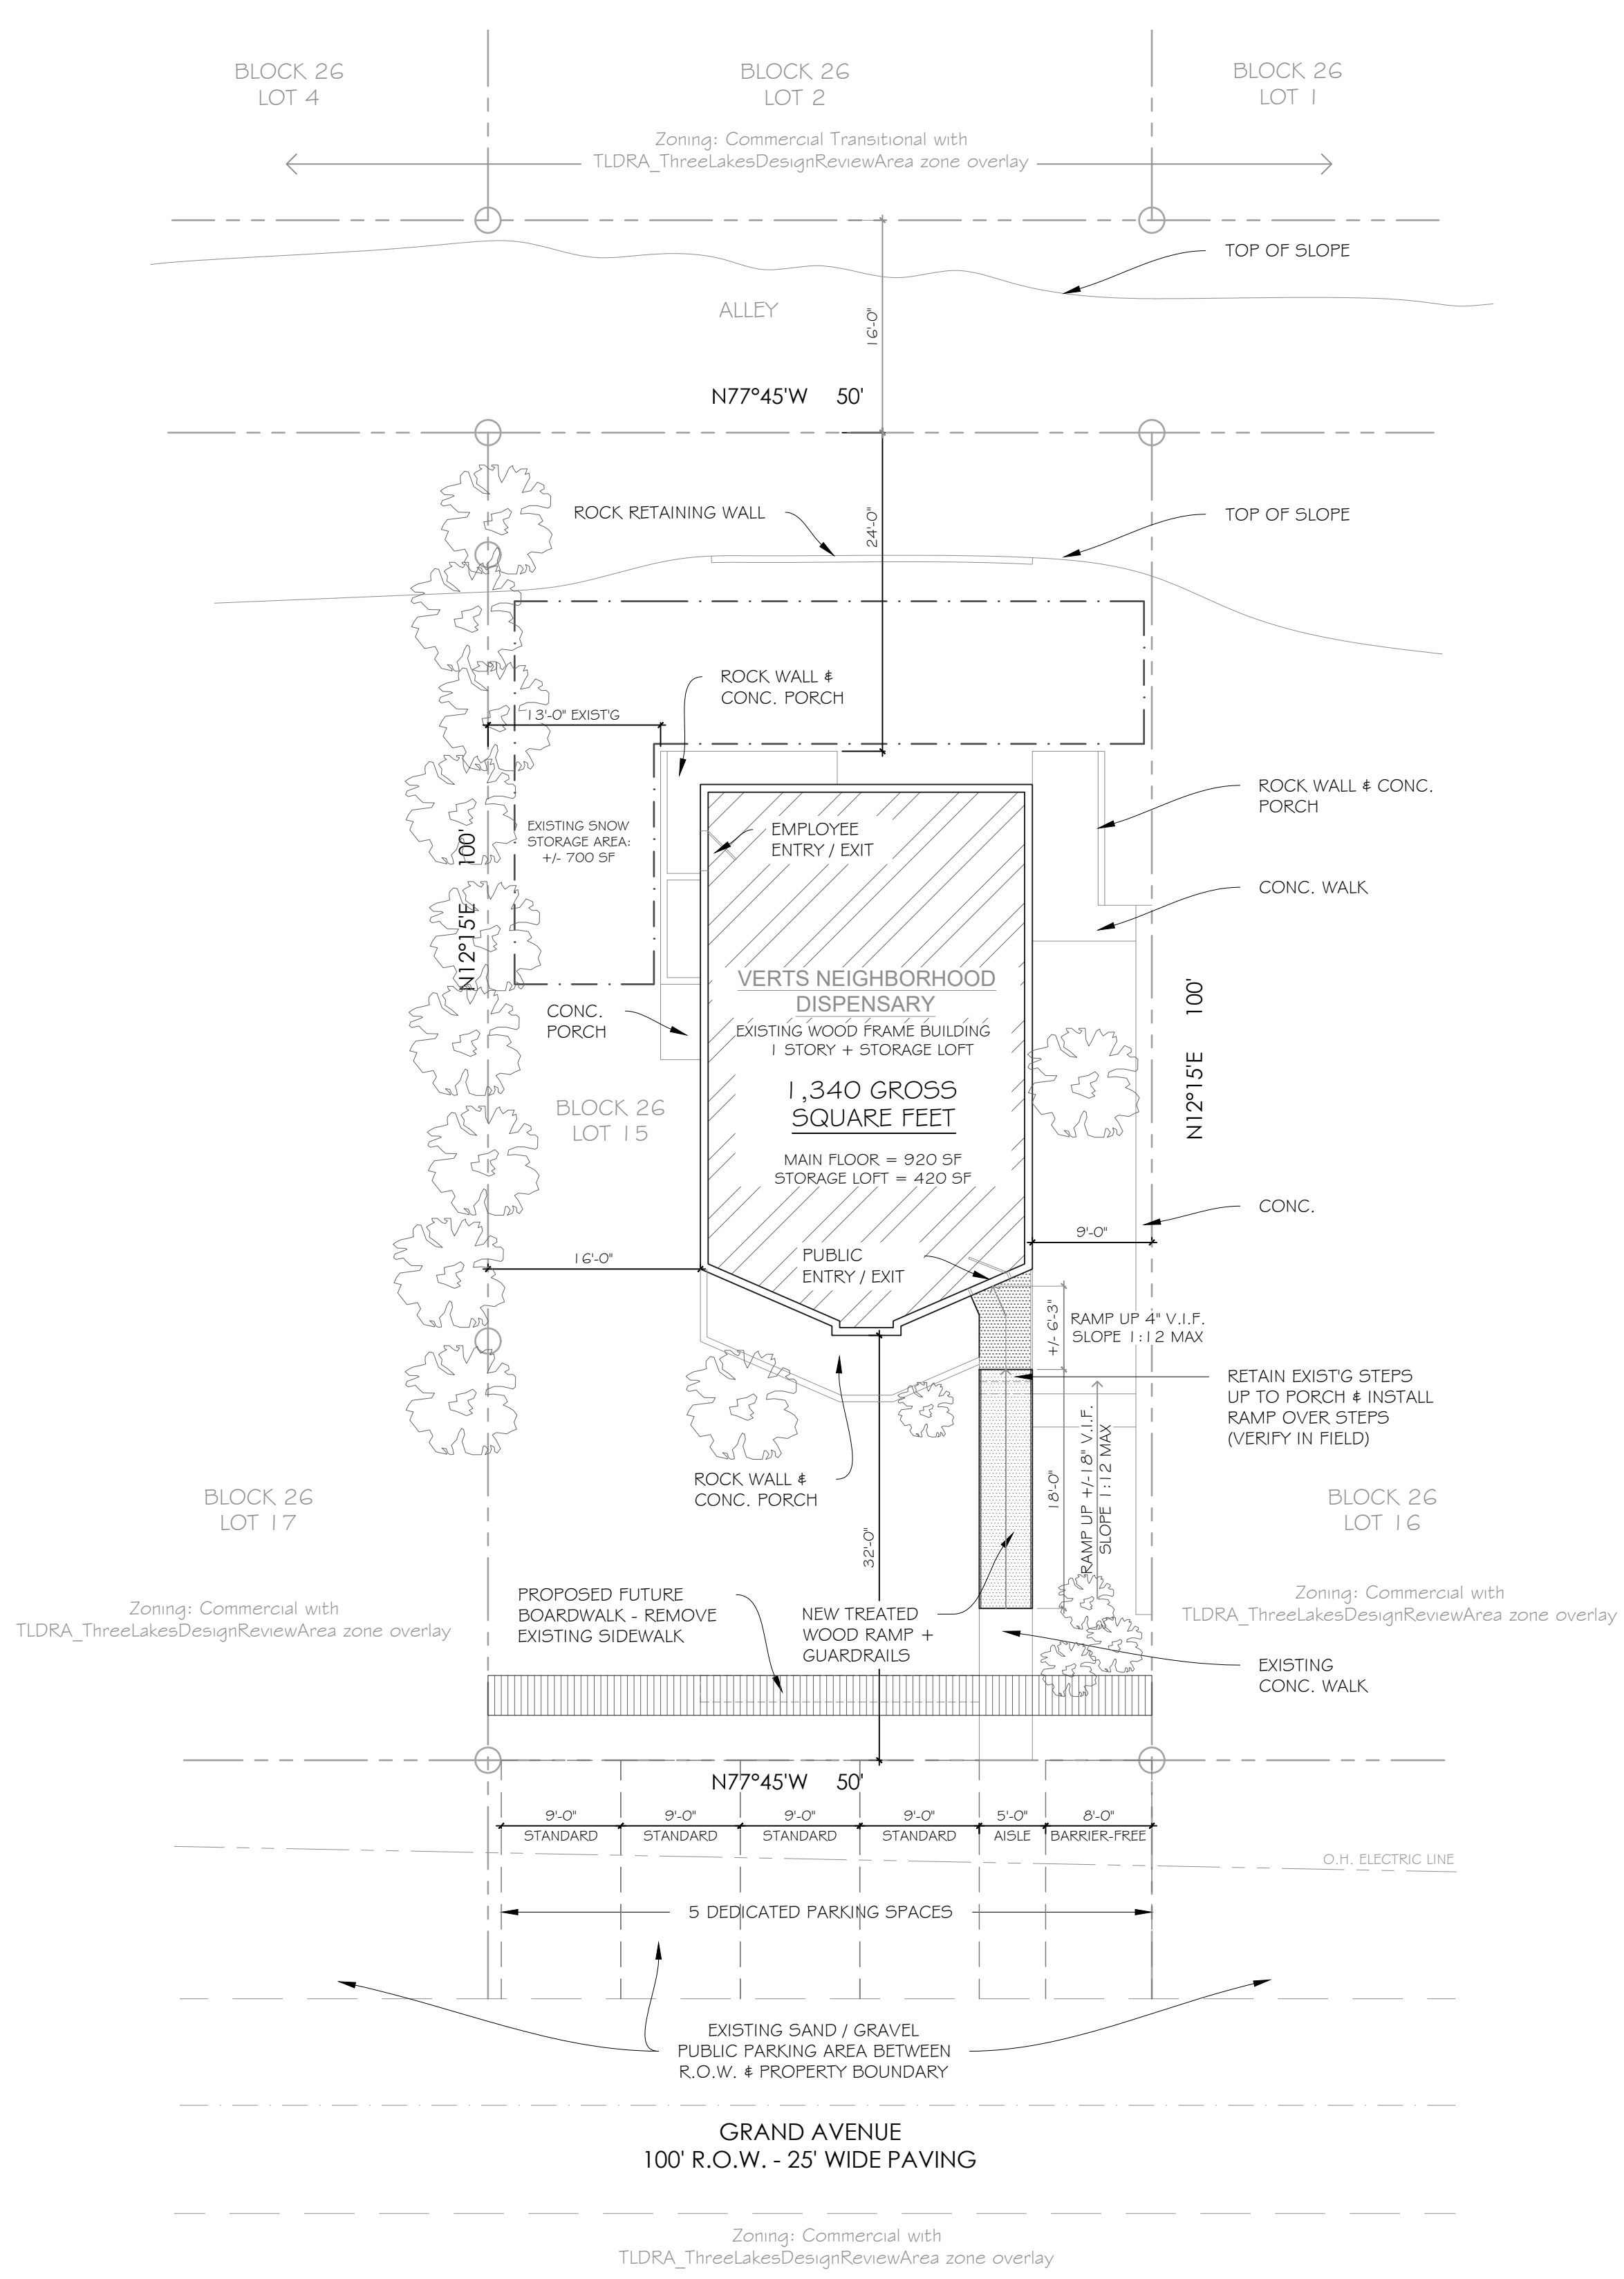 BLOCK 26
LOT 4
BLOCK 26
LOT 2
BLOCK 26
LOT 1
Zoning: Commercial Transitional with
TLDRA_ThreeLakesDesignReviewArea zone overlay
TOP OF SLOPE
ALLEY
16'-0"
N77°45'W 50'
ROCK RETAINING WALL
24'-0"
TOP OF SLOPE
ROCK WALL &
CONC. PORCH
13'-0" EXIST'G
ROCK WALL & CONC.
PORCH
EXISTING SNOW
STORAGE AREA:
+/- 700 SF
EMPLOYEE
ENTRY / EXIT
N12°15'E 100'
CONC. WALK
VERTS NEIGHBORHOOD
DISPENSARY
EXISTING WOOD FRAME BUILDING
1 STORY + STORAGE LOFT
CONC.
PORCH
N12°15'E 100'
1,340 GROSS
SQUARE FEET
BLOCK 26
LOT 15
MAIN FLOOR = 920 SF
STORAGE LOFT = 420 SF
CONC.
9'-0"
16'-0"
PUBLIC
ENTRY / EXIT
+/- 6'-3"
RAMP UP 4" V.I.F.
SLOPE 1:12 MAX
RETAIN EXIST'G STEPS
UP TO PORCH & INSTALL
RAMP OVER STEPS
(VERIFY IN FIELD)
ROCK WALL &
CONC. PORCH
18'-0"
RAMP UP +/-18" V.I.F.
SLOPE 1:12 MAX
BLOCK 26
LOT 17
BLOCK 26
LOT 16
32'-0"
Zoning: Commercial with
TLDRA_ThreeLakesDesignReviewArea zone overlay
PROPOSED FUTURE
BOARDWALK - REMOVE
EXISTING SIDEWALK
NEW TREATED
WOOD RAMP +
GUARDRAILS
Zoning: Commercial with
TLDRA_ThreeLakesDesignReviewArea zone overlay
EXISTING
CONC. WALK
N77°45'W 50'
9'-0" 9'-0" 9'-0" 9'-0" 5'-0" 8'-0"
STANDARD STANDARD STANDARD STANDARD AISLE BARRIER-FREE
O.H. ELECTRIC LINE
5 DEDICATED PARKING SPACES
EXISTING SAND / GRAVEL
PUBLIC PARKING AREA BETWEEN
R.O.W. & PROPERTY BOUNDARY
GRAND AVENUE
100' R.O.W. - 25' WIDE PAVING
Zoning: Commercial with
TLDRA_ThreeLakesDesignReviewArea zone overlay